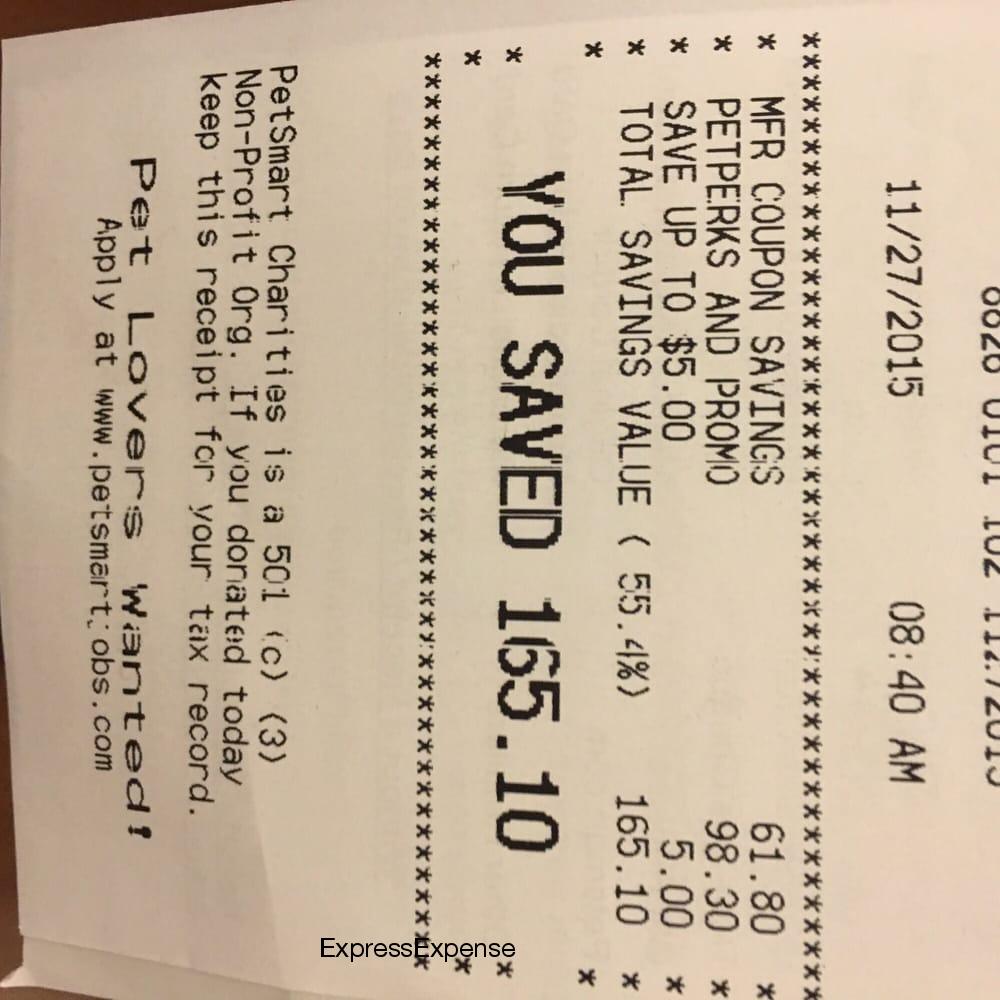 11/27/2015 08:40 AM
****************************************
* MFR COUPON SAVINGS 61.80 *
* PETPERKS AND PROMO 98.30 *
* SAVE UP TO $5.00 5.00 *
* TOTAL SAVINGS VALUE ( 55.4%) 165.10 *
* *
* YOU SAVED 165.10 *
* *
****************************************
PetSmart Charities is a 501 (c) (3)
Non-Profit Org. If you donated today
keep this receipt for your tax record.
Pet Lovers Wanted!
Apply at www.petsmartjobs.com
ExpressExpense